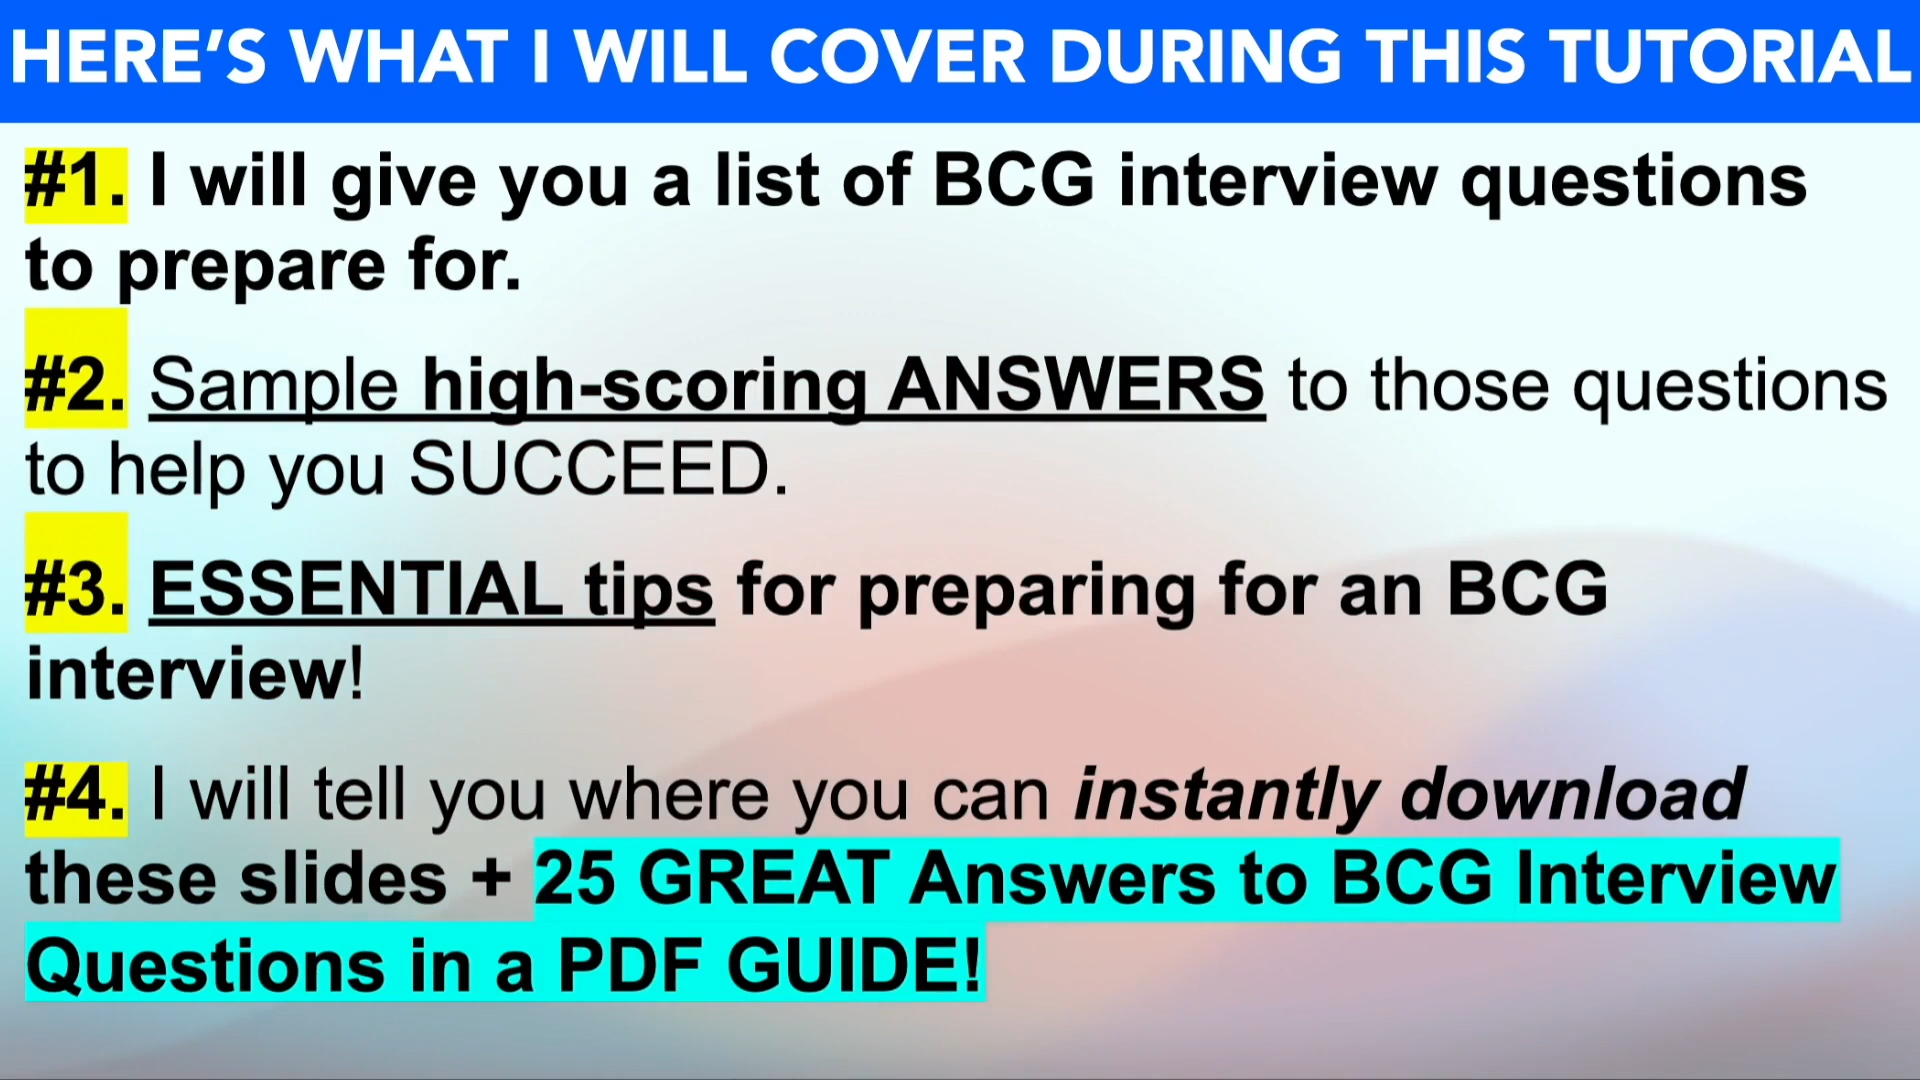 HERE’S WHAT I WILL COVER DURING THIS TUTORIAL
#1. I will give you a list of BCG interview questions
to prepare for.
#2. Sample high-scoring ANSWERS to those questions
to help you SUCCEED.
#3. ESSENTIAL tips for preparing for an BCG
interview!
#4. I will tell you where you can instantly download
these slides + 25 GREAT Answers to BCG Interview
Questions in a PDF GUIDE!